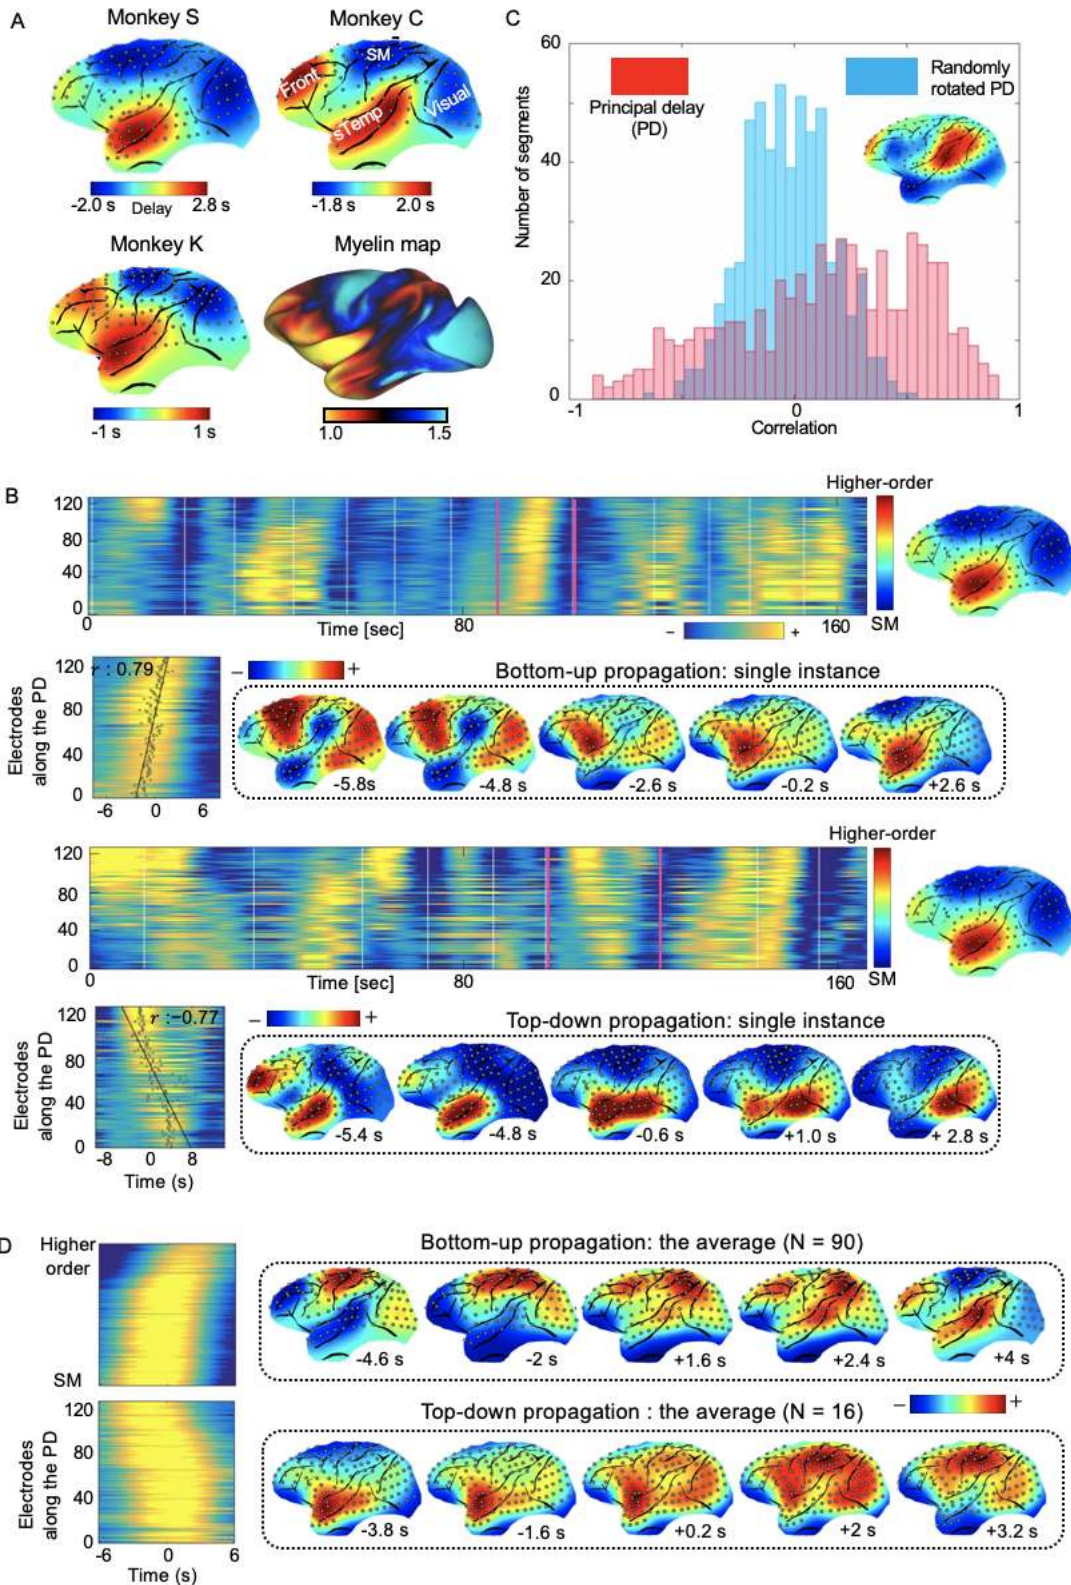 A
Monkey S
Monkey C
Front
SM
sTemp
Visual
-2.0 s
Delay
2.8 s
-1.8 s
2.0 s
Monkey K
Myelin map
-1 s
1 s
1.0
1.5
C
60
40
20
0
Number of segments
Principal delay
(PD)
Randomly
rotated PD
-1
0
1
Correlation
B
120
80
40
0
0
Time [sec]
80
160
- +
Higher-order
SM
Electrodes
along the PD
120
80
40
0
r : 0.79
-6 0 8
- +
Bottom-up propagation: single instance
-5.8s
-4.8 s
-2.6 s
-0.2 s
+2.6 s
120
80
40
0
0
Time [sec]
80
160
Higher-order
SM
Electrodes
along the PD
120
80
40
0
r :-0.77
-8 0 8
Time (s)
- +
Top-down propagation: single instance
-5.4 s
-4.8 s
-0.6 s
+1.0 s
+ 2.8 s
D
Higher
order
SM
Bottom-up propagation: the average (N = 90)
-4.6 s
-2 s
+1.6 s
+2.4 s
+4 s
- +
Electrodes
along the PD
120
80
40
0
-6 0 6
Time (s)
Top-down propagation : the average (N = 16)
-3.8 s
-1.6 s
+0.2 s
+2 s
+3.2 s